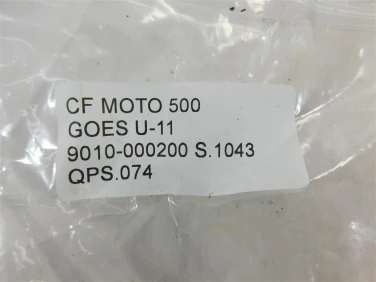 CF MOTO 500
GOES U-11
9010-000200 S.1043
QPS.074